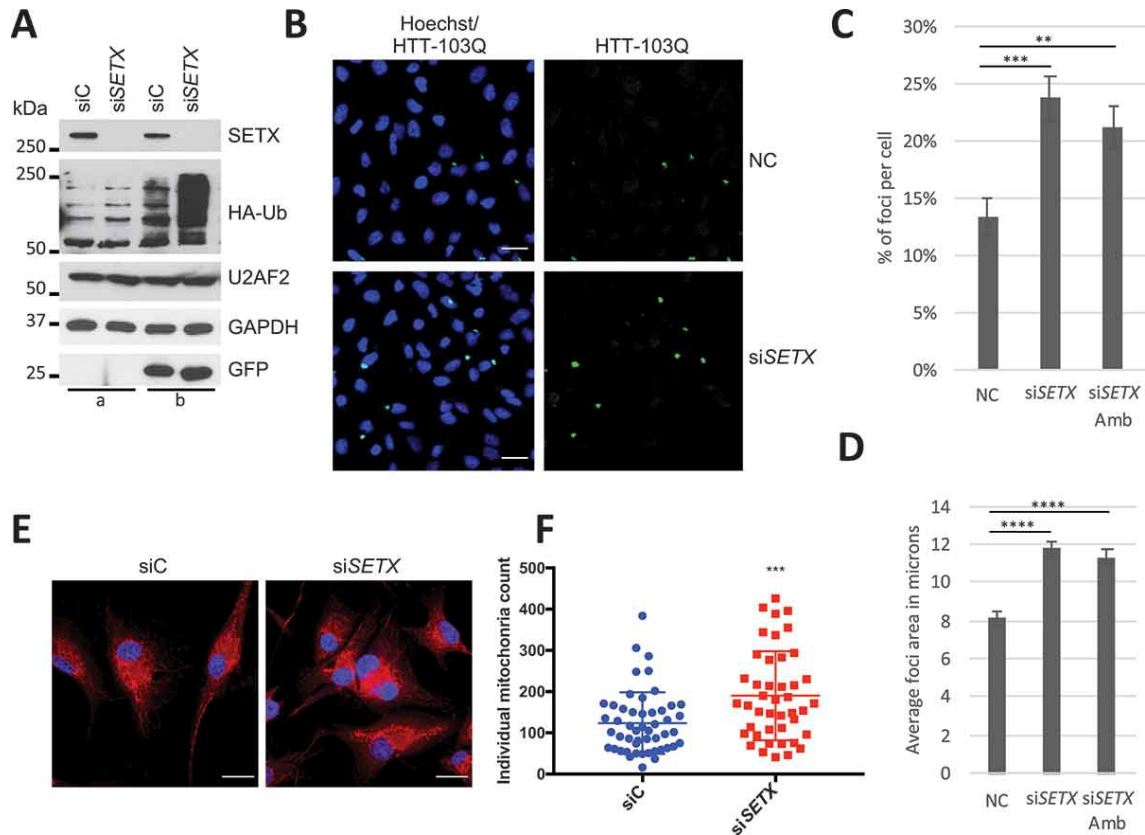 A
kDa
siC
siSETX
siC
siSETX
250
SETX
250
HA-Ub
50
U2AF2
50
37
GAPDH
25
GFP
a
b
B
Hoechst/
HTT-103Q
HTT-103Q
NC
siSETX
C
30%
25%
20%
15%
10%
5%
0%
% of foci per cell
**
***
NC
siSETX
siSETX
Amb
D
14
12
10
8
6
4
2
0
Average foci area in microns
****
****
NC
siSETX
siSETX
Amb
E
siC
siSETX
F
500
400
300
200
100
0
Individual mitochonria count
***
siC
siSETX